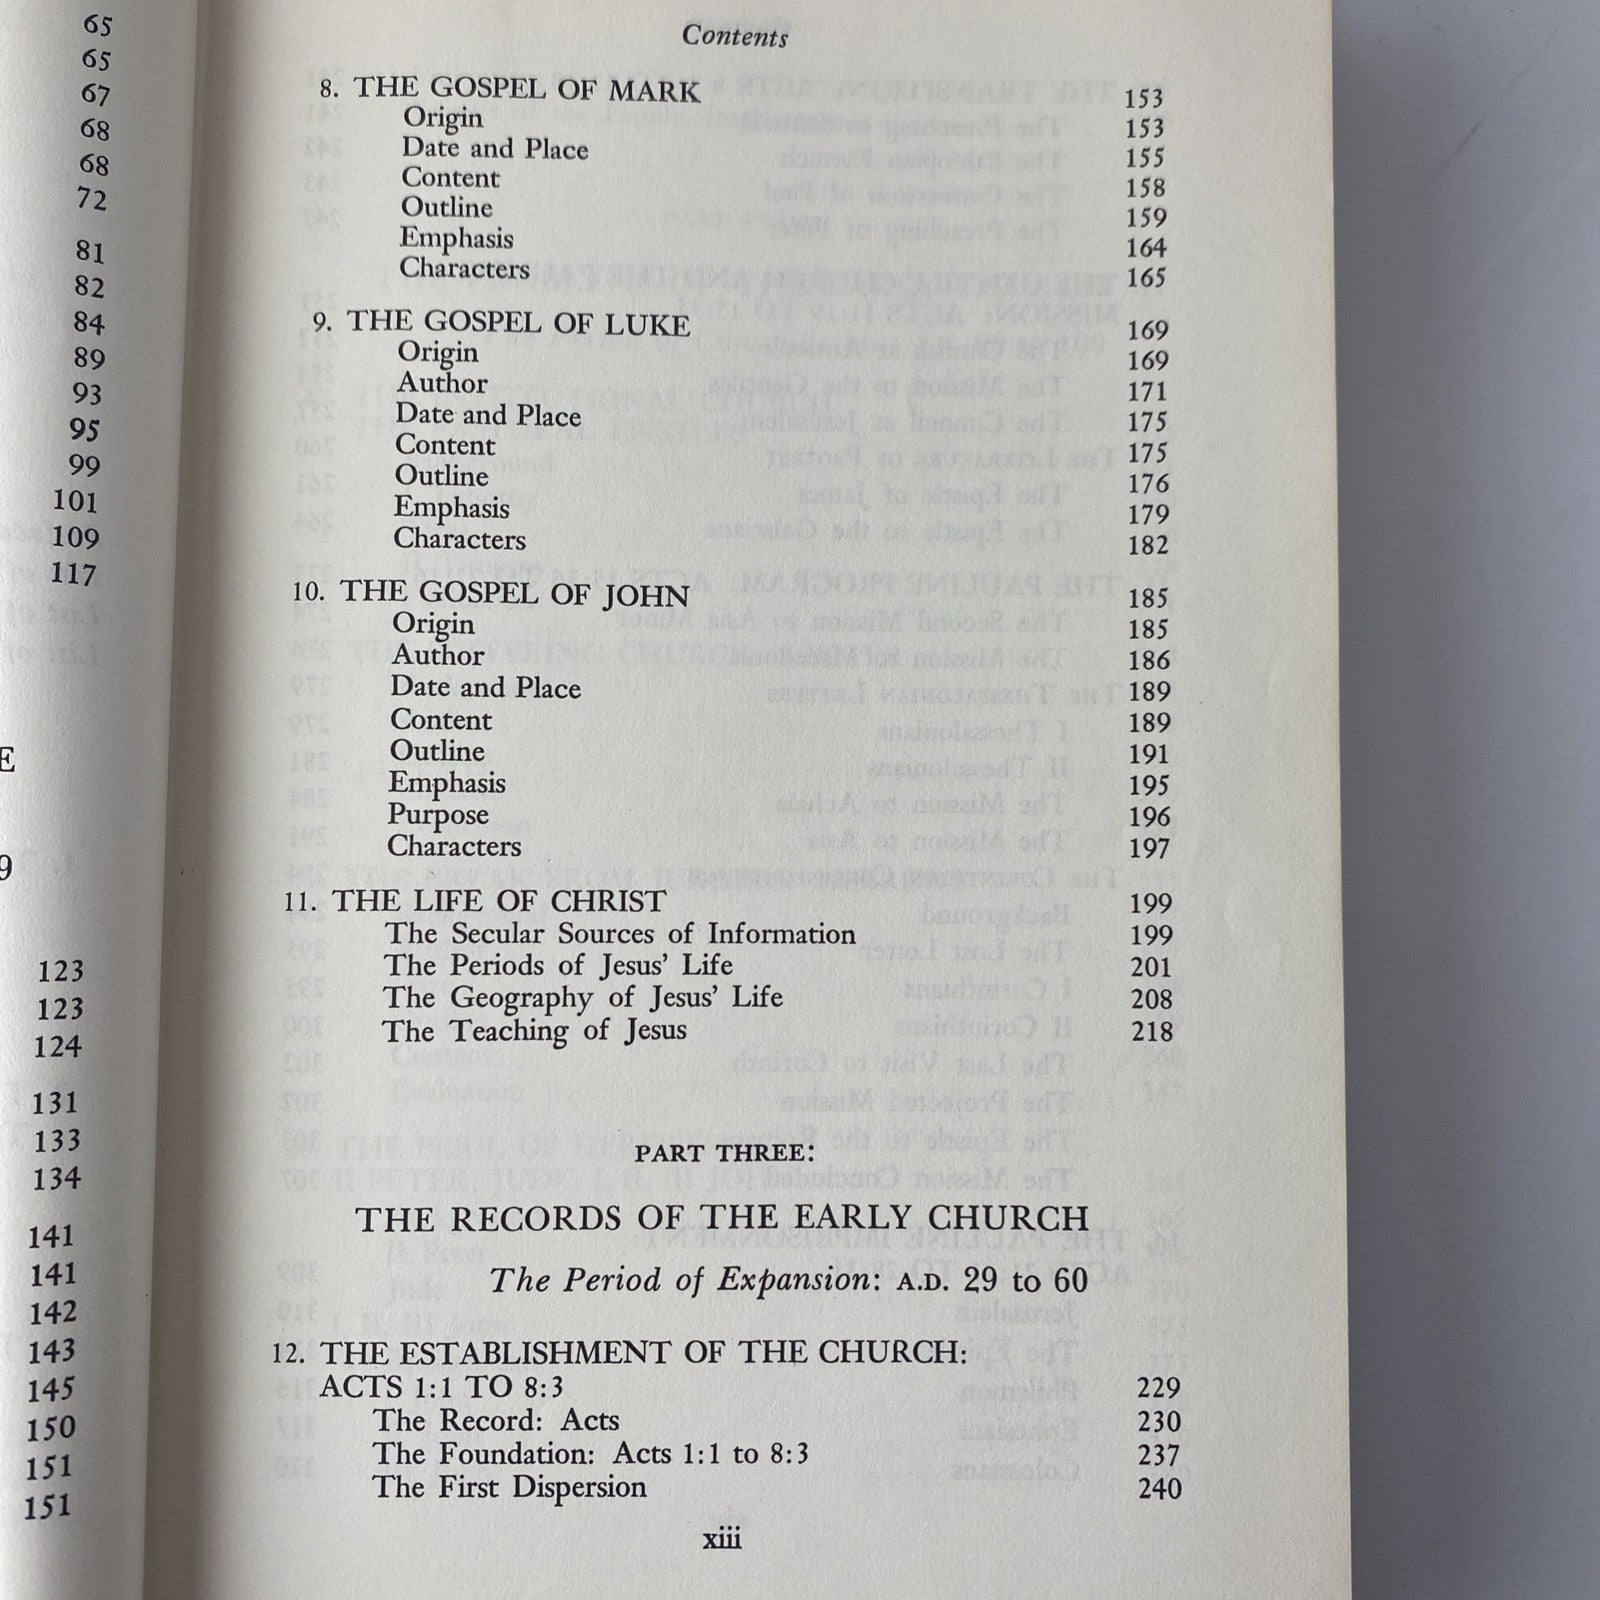 65
65
67
68
68
72
81
82
84
89
93
95
99
101
109
117
E
9
123
123
124
131
133
134
141
141
142
143
145
150
151
151
Contents
8. THE GOSPEL OF MARK 153
Origin 153
Date and Place 155
Content 158
Outline 159
Emphasis 164
Characters 165
9. THE GOSPEL OF LUKE 169
Origin 169
Author 171
Date and Place 175
Content 175
Outline 176
Emphasis 179
Characters 182
10. THE GOSPEL OF JOHN 185
Origin 185
Author 186
Date and Place 189
Content 189
Outline 191
Emphasis 195
Purpose 196
Characters 197
11. THE LIFE OF CHRIST 199
The Secular Sources of Information 199
The Periods of Jesus' Life 201
The Geography of Jesus' Life 208
The Teaching of Jesus 218
PART THREE:
THE RECORDS OF THE EARLY CHURCH
The Period of Expansion: A.D. 29 to 60
12. THE ESTABLISHMENT OF THE CHURCH:
ACTS 1:1 TO 8:3 229
The Record: Acts 230
The Foundation: Acts 1:1 to 8:3 237
The First Dispersion 240
xiii